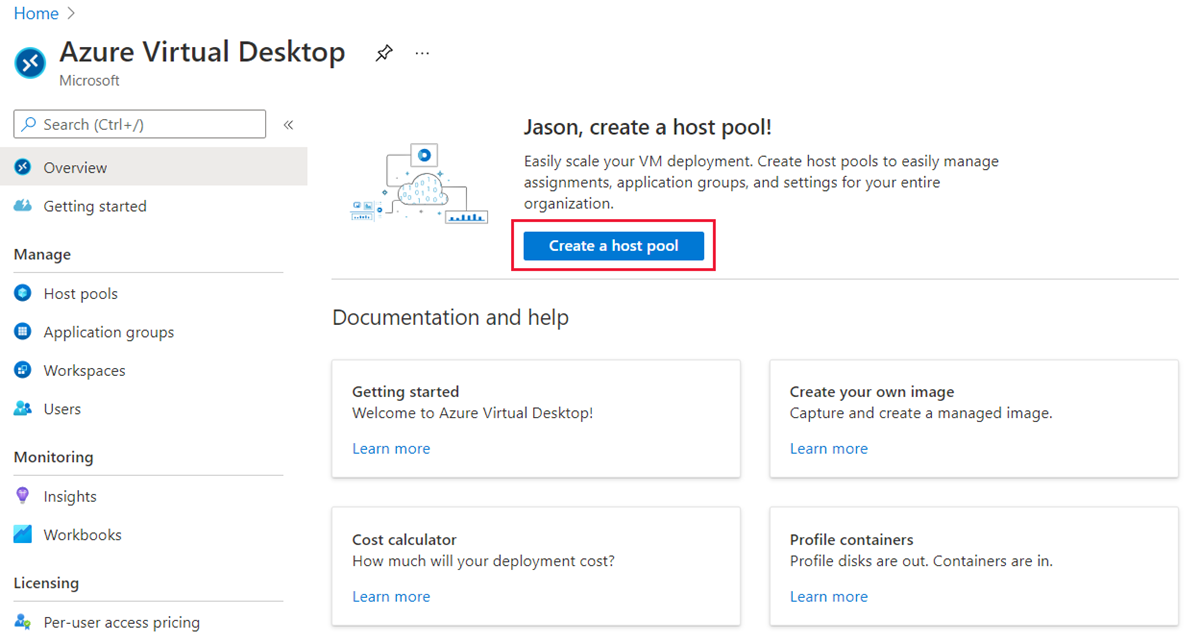 Home
Azure Virtual Desktop
Microsoft
Search (Ctrl+/)
Overview
Getting started
Manage
Host pools
Application groups
Workspaces
Users
Monitoring
Insights
Workbooks
Licensing
Per-user access pricing
Jason, create a host pool!
Easily scale your VM deployment. Create host pools to easily manage
assignments, application groups, and settings for your entire
organization.
Create a host pool
Documentation and help
Getting started
Welcome to Azure Virtual Desktop!
Learn more
Create your own image
Capture and create a managed image.
Learn more
Cost calculator
How much will your deployment cost?
Learn more
Profile containers
Profile disks are out. Containers are in.
Learn more